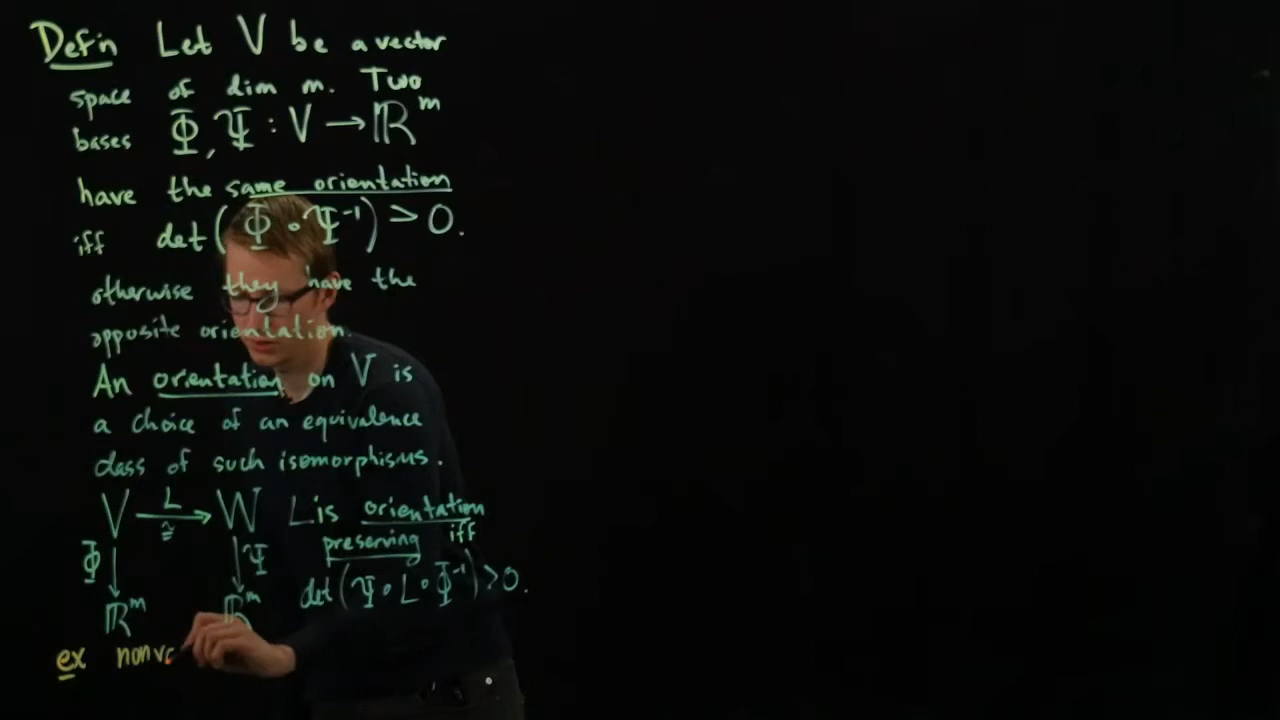 Defn Let V be a vector
space of dim m. Two
bases Φ, Ψ : V → ℝ^m
have the same orientation
iff det(Φ ∘ Ψ^-1) > 0.
otherwise they have the
opposite orientation.
An orientation on V is
a choice of an equivalence
class of such isomorphisms.
V L→ ≅ W L is orientation
preserving iff
Φ ↓ ↓ Ψ det(Ψ ∘ L ∘ Φ^-1) > 0.
ℝ^m ℝ^m
ex